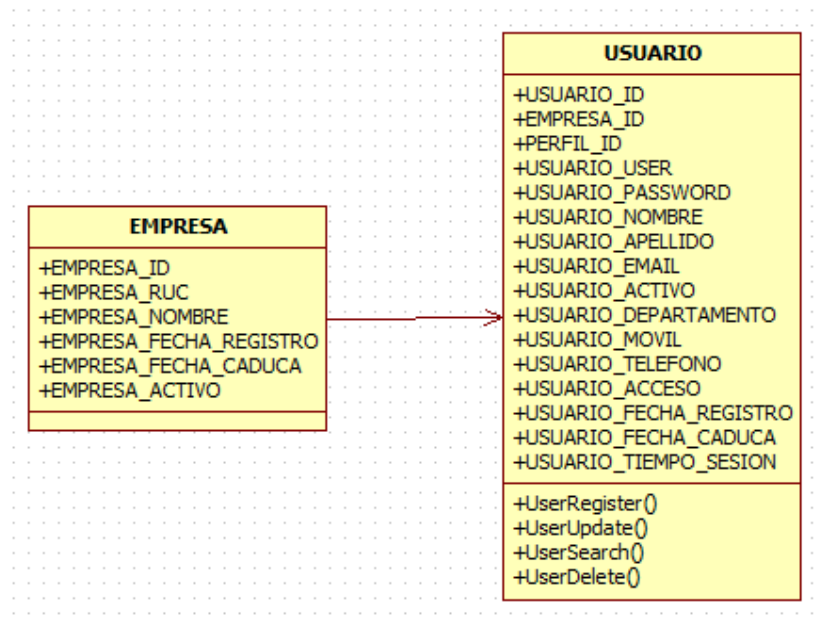 EMPRESA
+EMPRESA_ID
+EMPRESA_RUC
+EMPRESA_NOMBRE
+EMPRESA_FECHA_REGISTRO
+EMPRESA_FECHA_CADUCA
+EMPRESA_ACTIVO
USUARIO
+USUARIO_ID
+EMPRESA_ID
+PERFIL_ID
+USUARIO_USER
+USUARIO_PASSWORD
+USUARIO_NOMBRE
+USUARIO_APELLIDO
+USUARIO_EMAIL
+USUARIO_ACTIVO
+USUARIO_DEPARTAMENTO
+USUARIO_MOVIL
+USUARIO_TELEFONO
+USUARIO_ACCESO
+USUARIO_FECHA_REGISTRO
+USUARIO_FECHA_CADUCA
+USUARIO_TIEMPO_SESION
+UserRegister()
+UserUpdate()
+UserSearch()
+UserDelete()